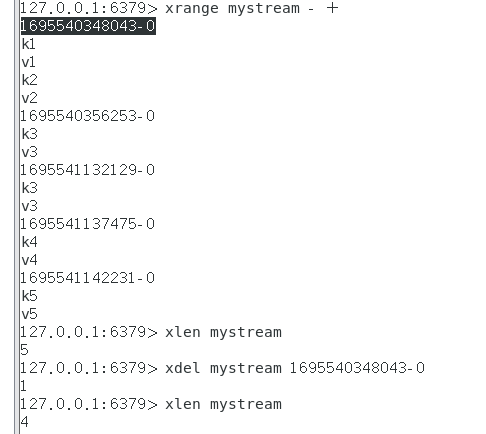 127.0.0.1:6379> xrange mystream - +
1695540348043-0
k1
v1
k2
v2
1695540356253-0
k3
v3
1695541132129-0
k3
v3
1695541137475-0
k4
v4
1695541142231-0
k5
v5
127.0.0.1:6379> xlen mystream
5
127.0.0.1:6379> xdel mystream 1695540348043-0
1
127.0.0.1:6379> xlen mystream
4